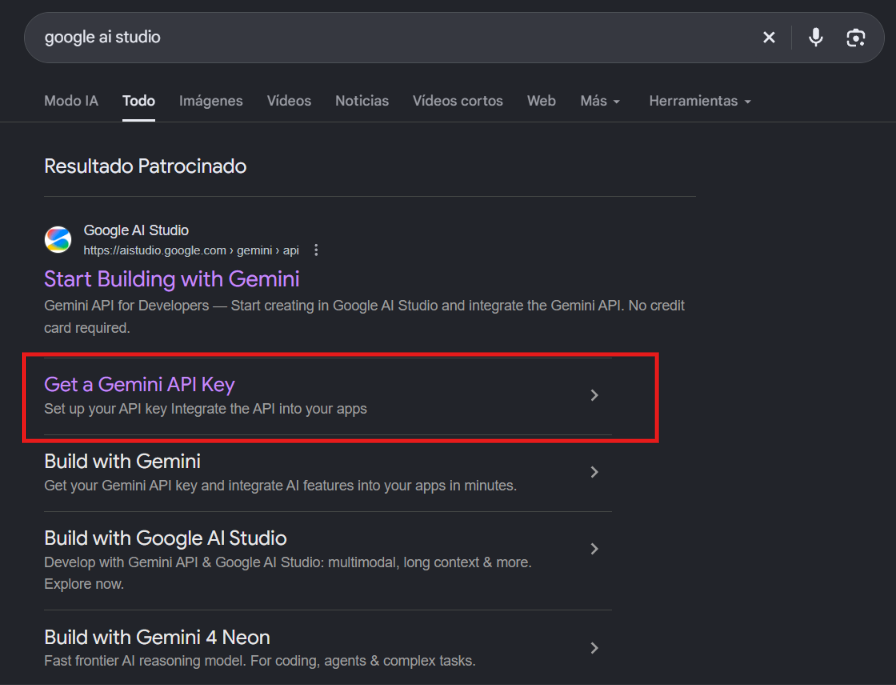 google ai studio
Modo IA Todo Imágenes Vídeos Noticias Vídeos cortos Web Más Herramientas
Resultado Patrocinado
Google AI Studio
https://aistudio.google.com › gemini › api
Start Building with Gemini
Gemini API for Developers — Start creating in Google AI Studio and integrate the Gemini API. No credit
card required.
Get a Gemini API Key
Set up your API key Integrate the API into your apps
Build with Gemini
Get your Gemini API key and integrate AI features into your apps in minutes.
Build with Google AI Studio
Develop with Gemini API & Google AI Studio: multimodal, long context & more.
Explore now.
Build with Gemini 4 Neon
Fast frontier AI reasoning model. For coding, agents & complex tasks.